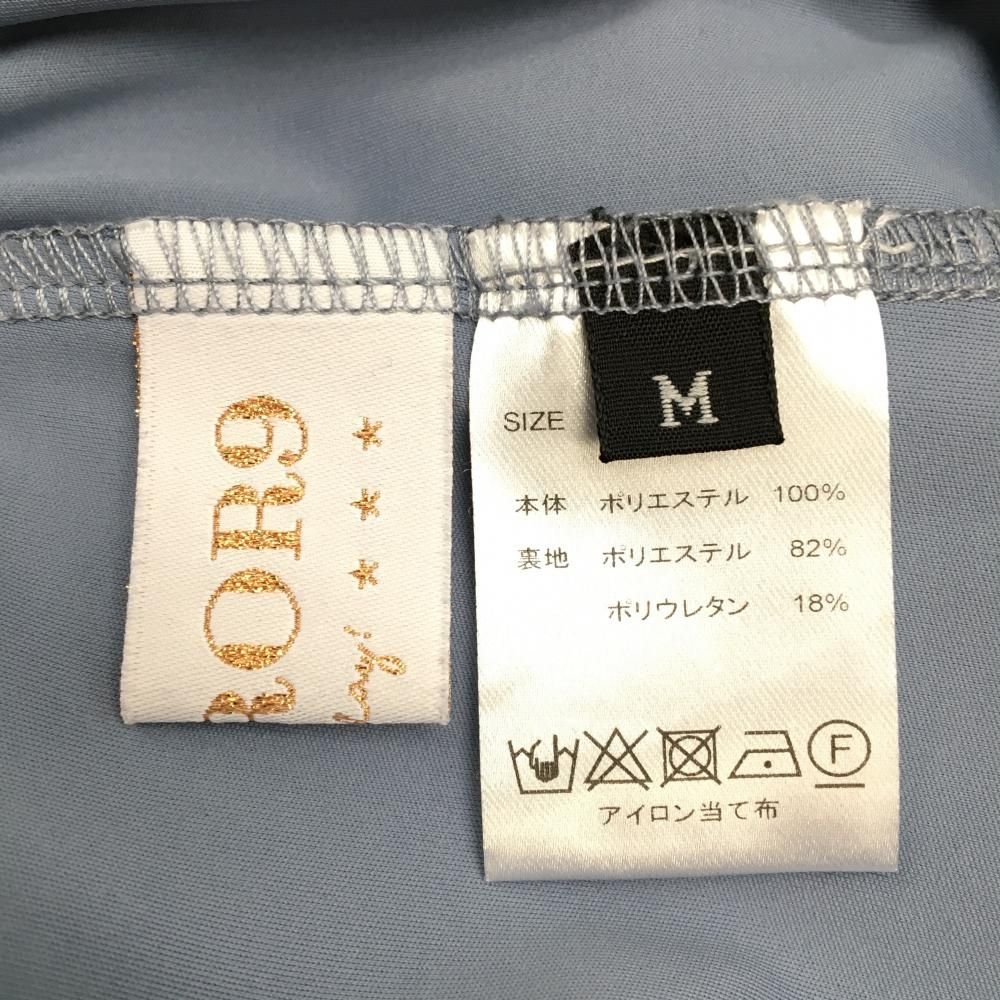 ROR9
SIZE M
本体 ポリエステル 100%
裏地 ポリエステル 82%
ポリウレタン 18%
F
アイロン当て布